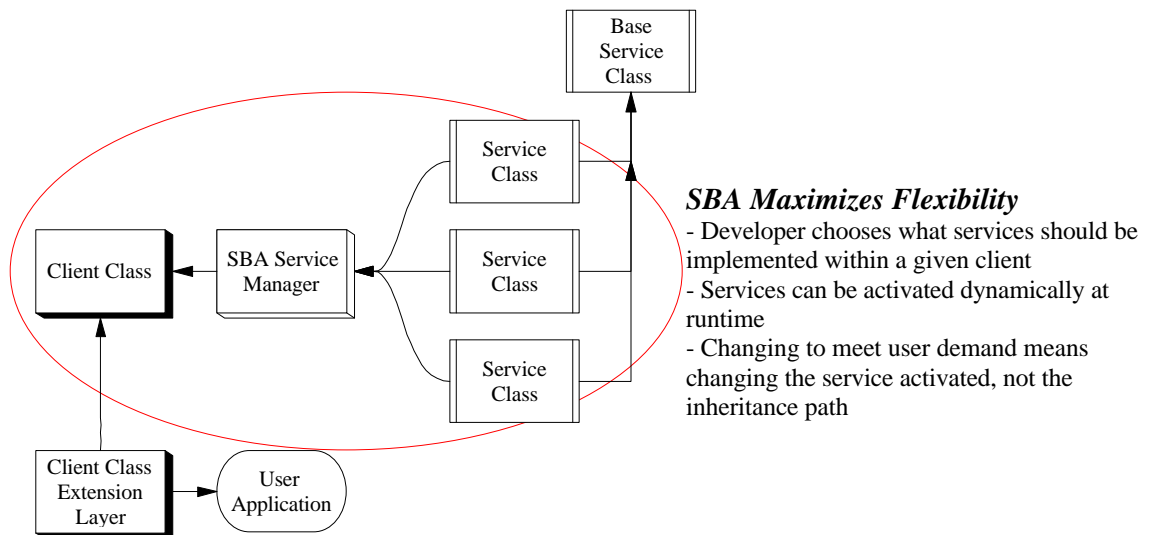 Base
Service
Class
Service
Class
Client Class
SBA Service
Manager
Service
Class
Service
Class
Client Class
Extension
Layer
User
Application
SBA Maximizes Flexibility
- Developer chooses what services should be
implemented within a given client
- Services can be activated dynamically at
runtime
- Changing to meet user demand means
changing the service activated, not the
inheritance path